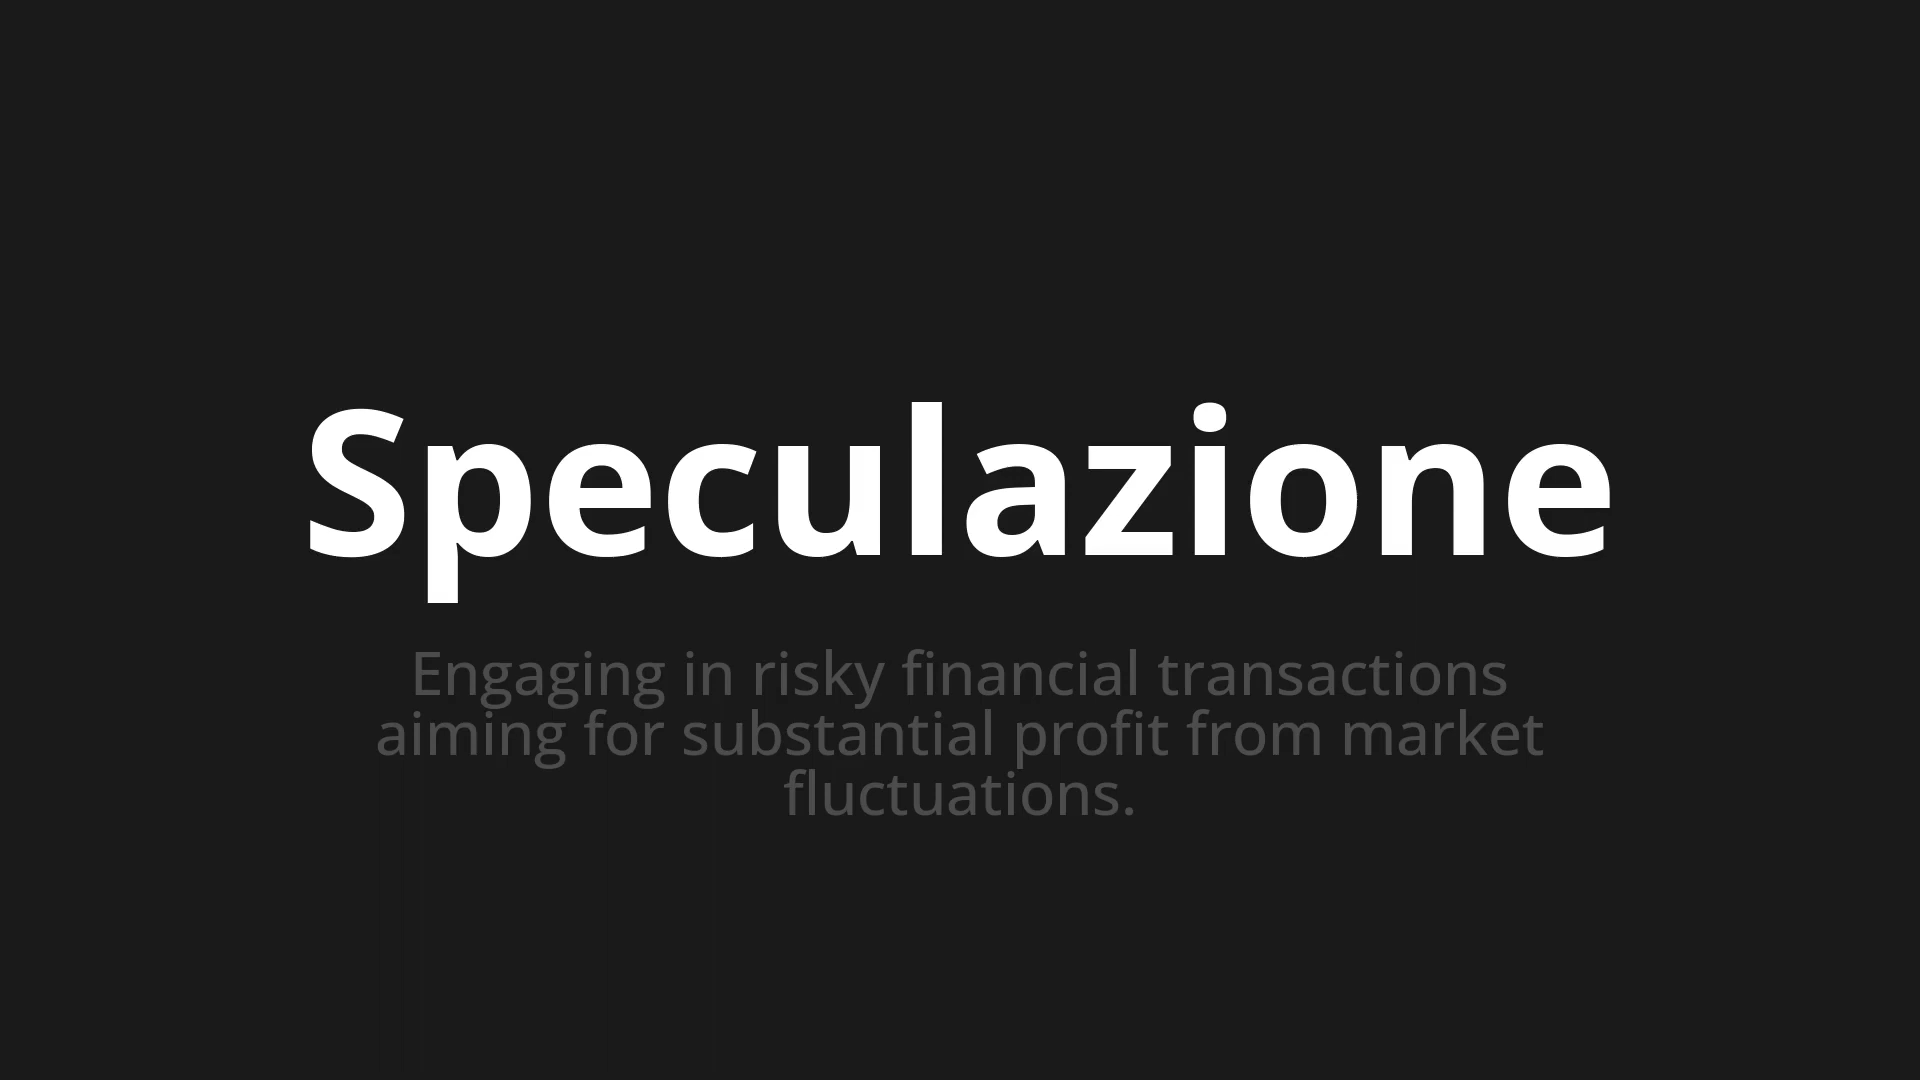 Speculazione
Engaging in risky financial transactions
aiming for substantial profit from market
fluctuations.